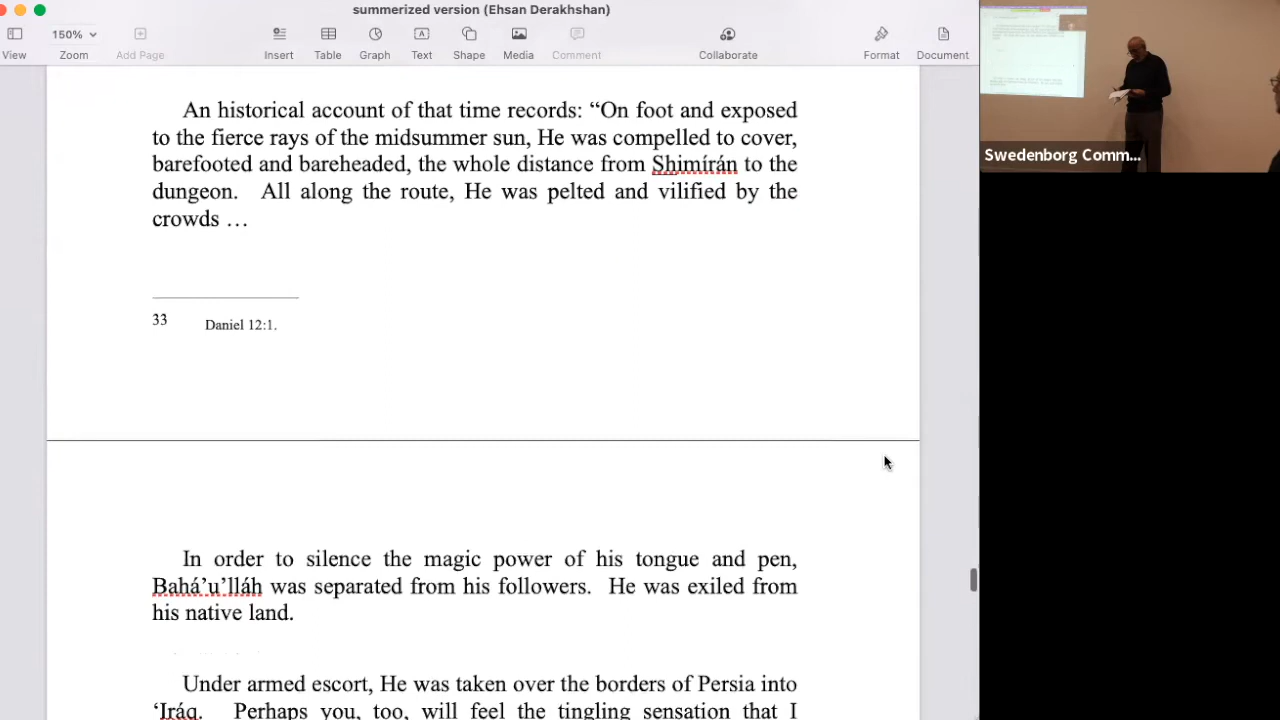 summerized version (Ehsan Derakhshan)
150%
View
Zoom
Add Page
Insert
Table
Graph
Text
Shape
Media
Comment
Collaborate
Format
Document
An historical account of that time records: “On foot and exposed
to the fierce rays of the midsummer sun, He was compelled to cover,
barefooted and bareheaded, the whole distance from Shimírán to the
dungeon. All along the route, He was pelted and vilified by the
crowds …
33 Daniel 12:1.
In order to silence the magic power of his tongue and pen,
Bahá’u’lláh was separated from his followers. He was exiled from
his native land.
Under armed escort, He was taken over the borders of Persia into
‘Iráq. Perhaps you, too, will feel the tingling sensation that I
Swedenborg Comm...